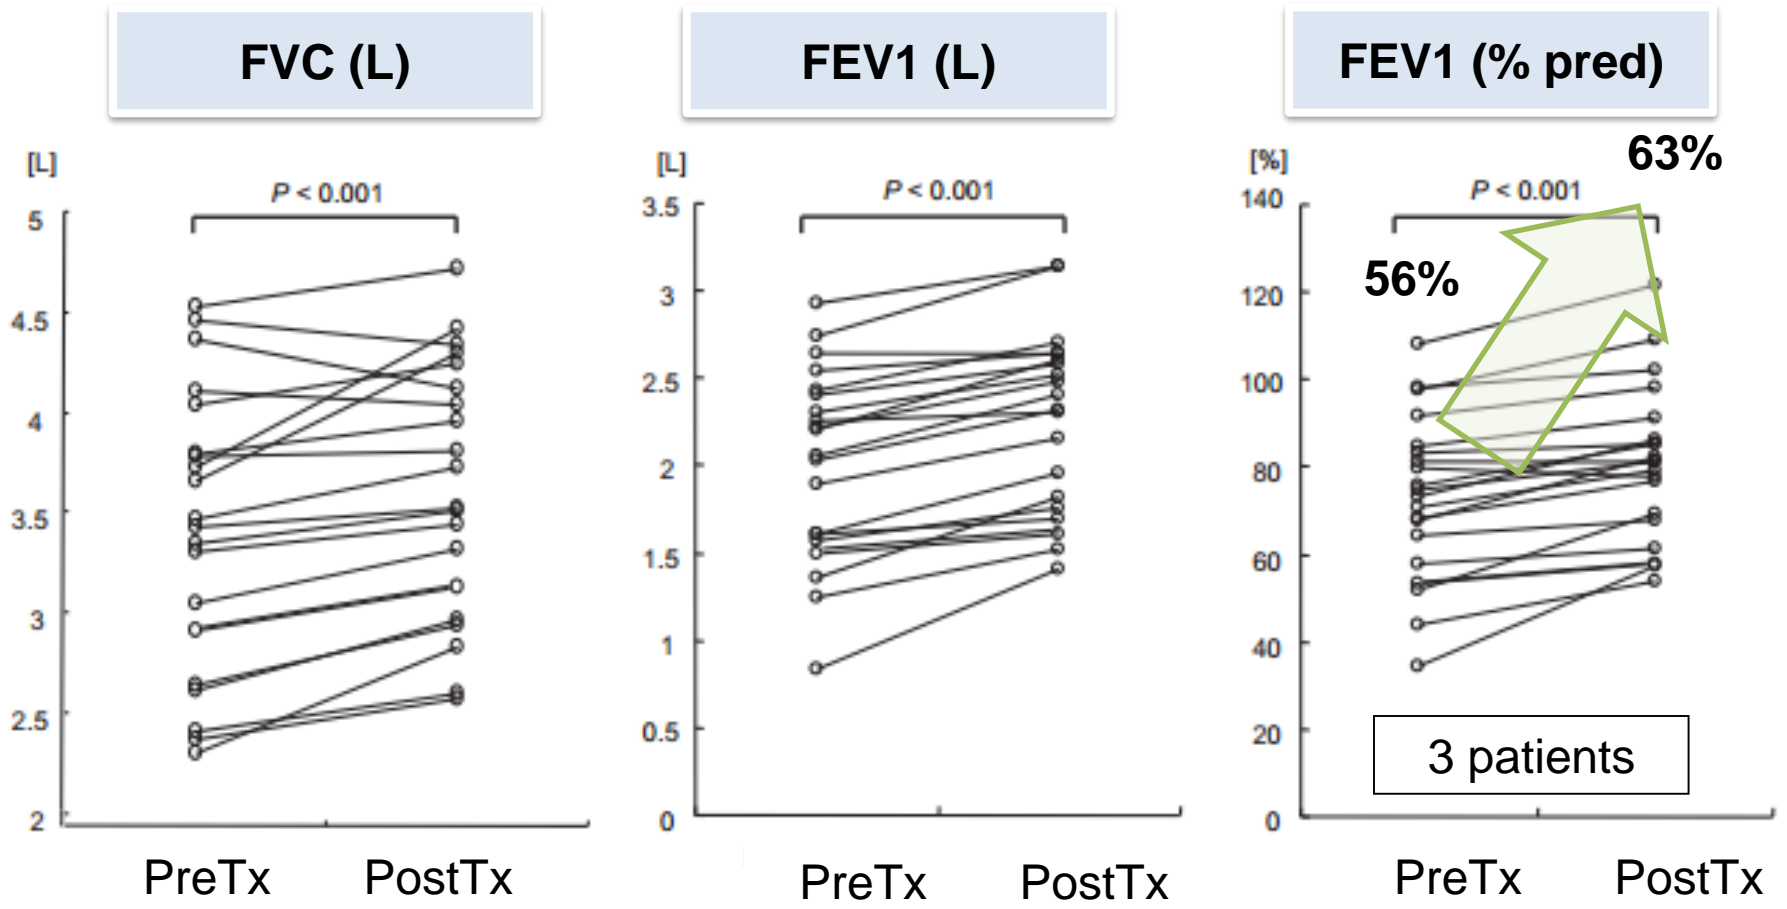 FVC (L)
FEV1 (L)
FEV1 (% pred)
[L]
P < 0.001
5
4.5
4
3.5
3
2.5
2
PreTx PostTx
[L]
P < 0.001
3.5
3
2.5
2
1.5
1
0.5
0
PreTx PostTx
[%]
63%
P < 0.001
56%
140
120
100
80
60
40
20
0
3 patients
PreTx PostTx